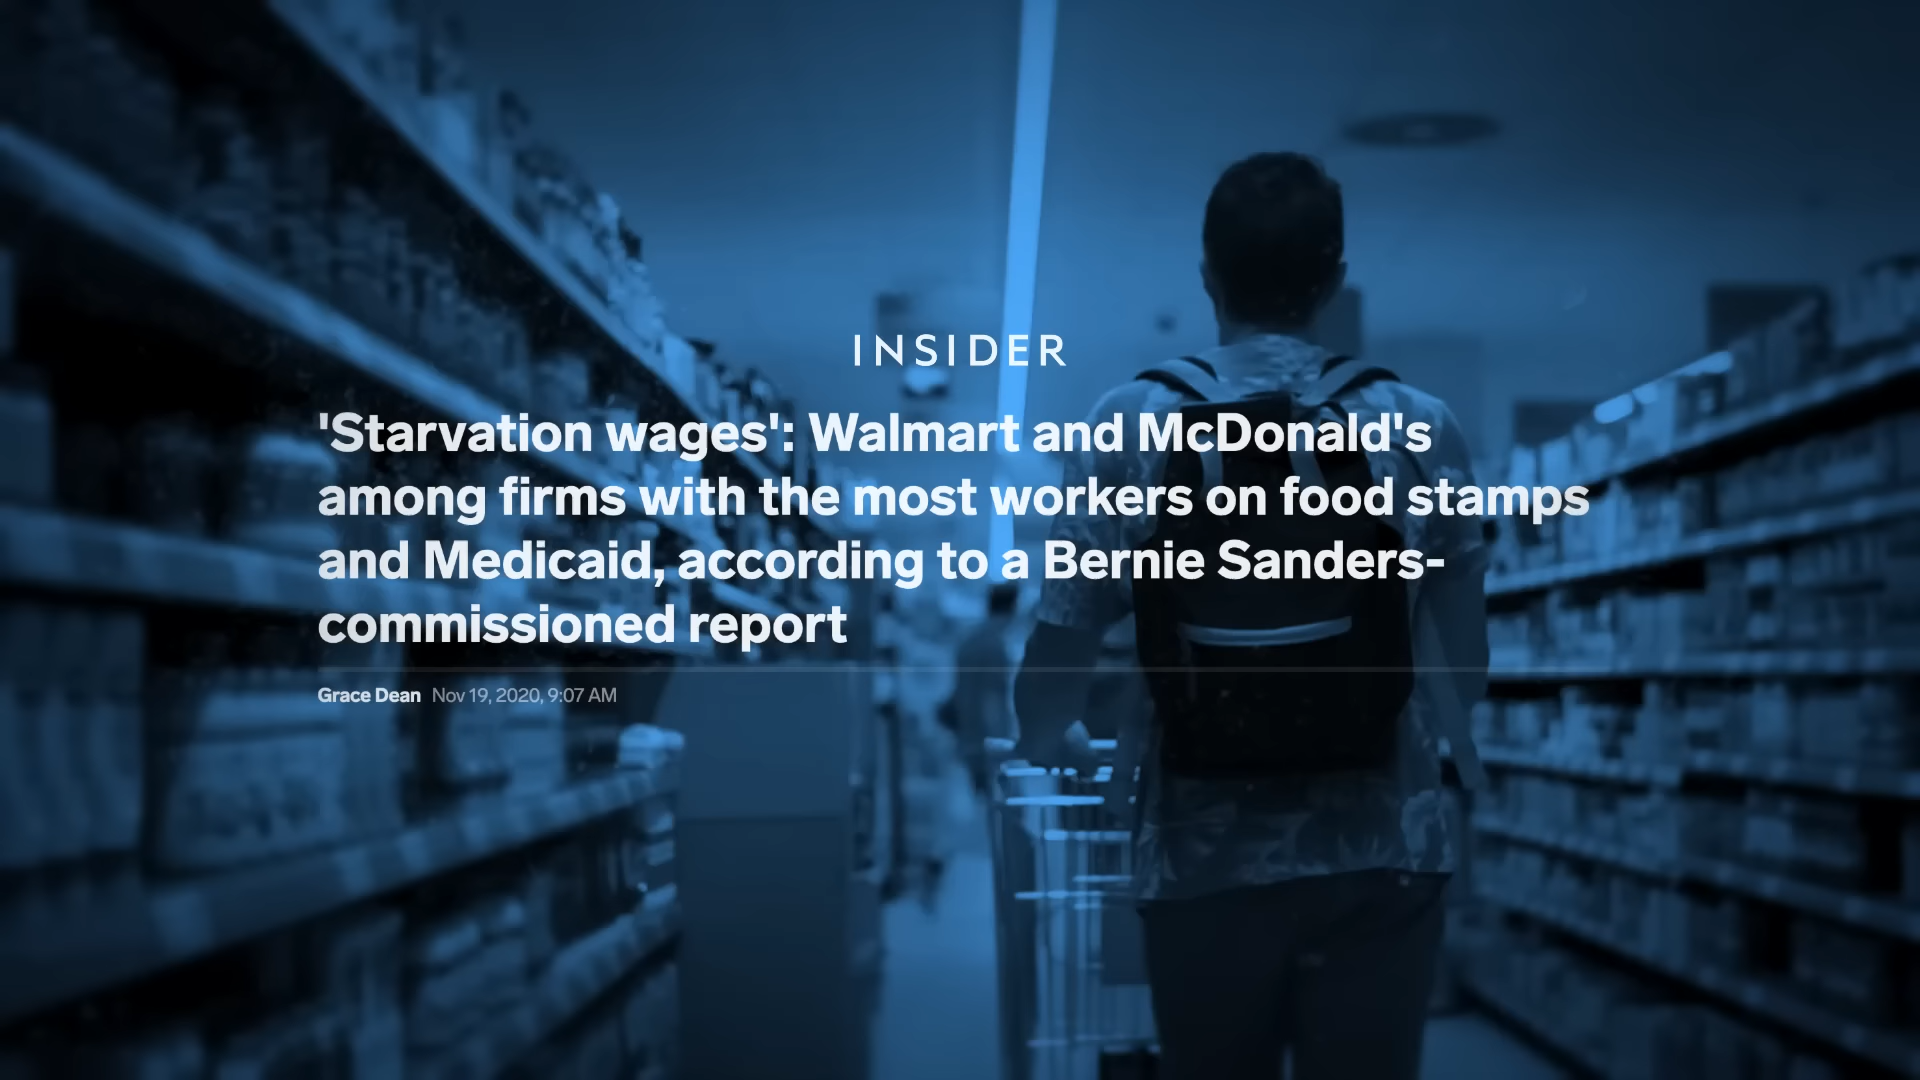 INSIDER
'Starvation wages': Walmart and McDonald's
among firms with the most workers on food stamps
and Medicaid, according to a Bernie Sanders-
commissioned report
Grace Dean Nov 19, 2020, 9:07 AM